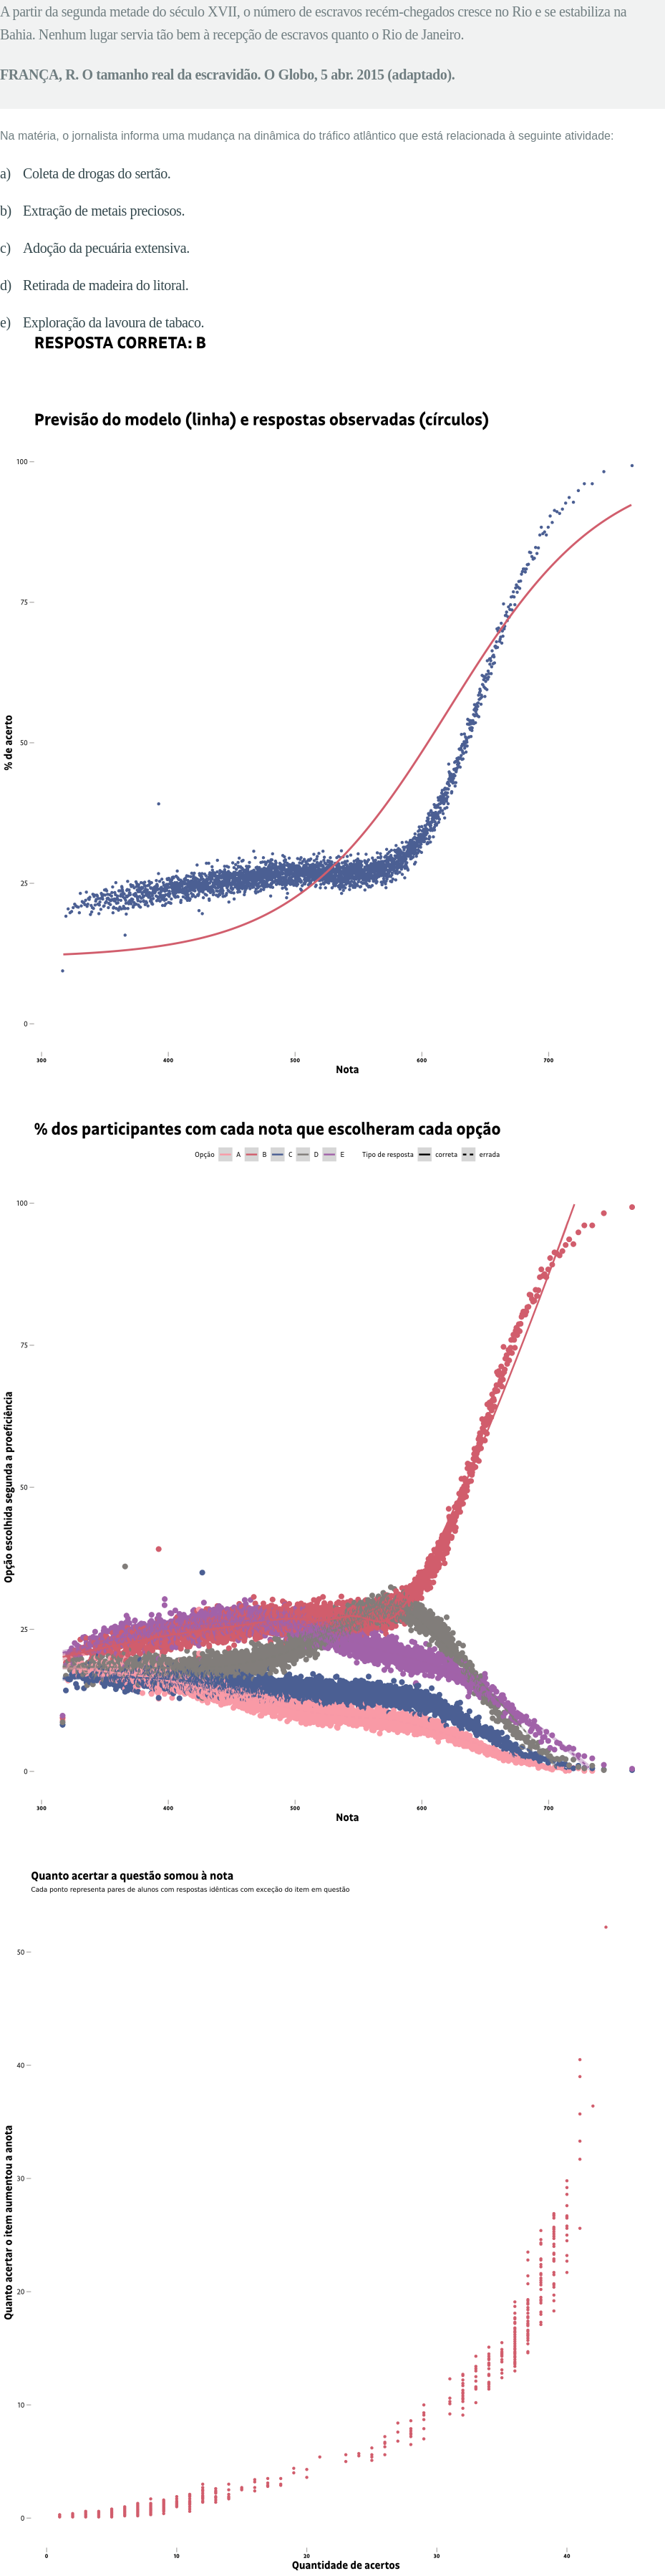 A partir da segunda metade do século XVII, o número de escravos recém-chegados cresce no Rio e se estabiliza na
Bahia. Nenhum lugar servia tão bem à recepção de escravos quanto o Rio de Janeiro.
FRANÇA, R. O tamanho real da escravidão. O Globo, 5 abr. 2015 (adaptado).
Na matéria, o jornalista informa uma mudança na dinâmica do tráfico atlântico que está relacionada à seguinte atividade:
a) Coleta de drogas do sertão.
b) Extração de metais preciosos.
c) Adoção da pecuária extensiva.
d) Retirada de madeira do litoral.
e) Exploração da lavoura de tabaco.
RESPOSTA CORRETA: B
Previsão do modelo (linha) e respostas observadas (círculos)
100
75
50
25
0
% de acerto
300 400 500 600 700
Nota
% dos participantes com cada nota que escolheram cada opção
Opção A B C D E Tipo de resposta correta errada
100
75
50
25
0
Opção escolhida segunda a proeficiência
300 400 500 600 700
Nota
Quanto acertar a questão somou à nota
Cada ponto representa pares de alunos com respostas idênticas com exceção do item em questão
50
40
30
20
10
0
Quanto acertar o item aumentou a anota
0 10 20 30 40
Quantidade de acertos